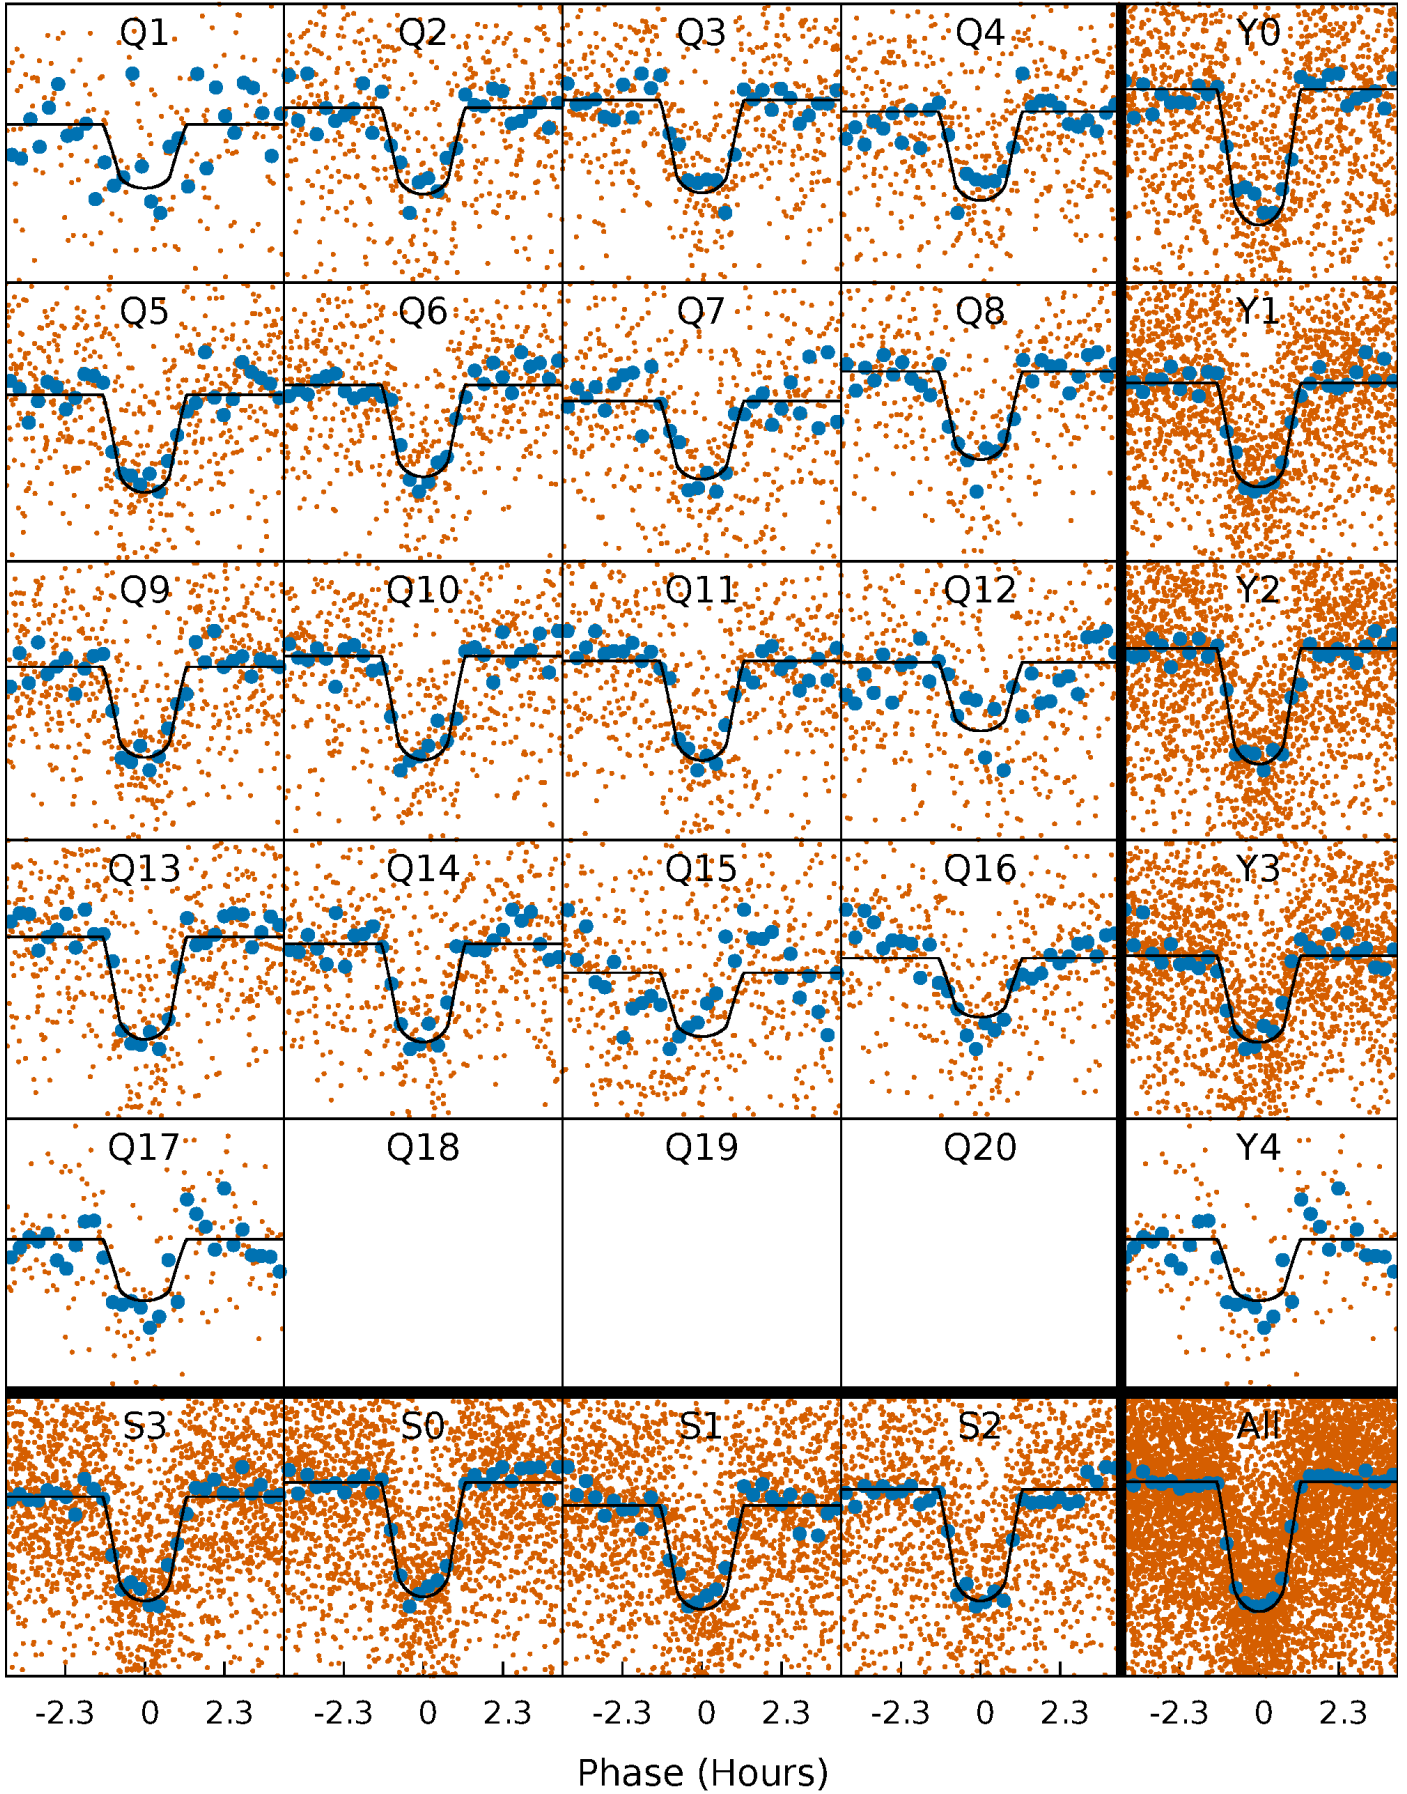 Q1 Q2 Q3 Q4 Y0
Q5 Q6 Q7 Q8 Y1
Q9 Q10 Q11 Q12 Y2
Q13 Q14 Q15 Q16 Y3
Q17 Q18 Q19 Q20 Y4
S3 S0 S1 S2 All
-2.3 0 2.3 -2.3 0 2.3 -2.3 0 2.3 -2.3 0 2.3 -2.3 0 2.3
Phase (Hours)